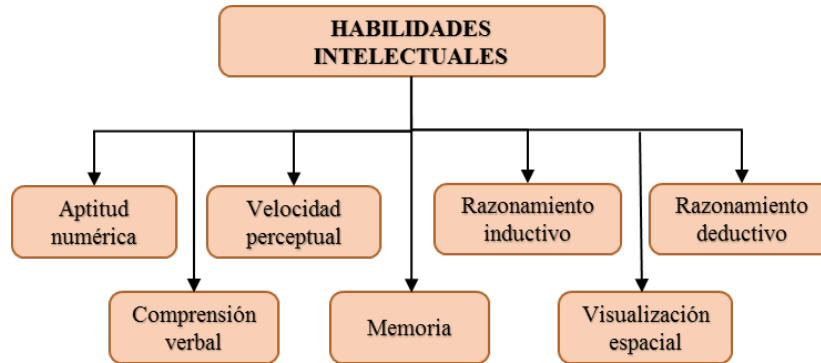 HABILIDADES
INTELECTUALES
Aptitud
numérica
Velocidad
perceptual
Razonamiento
inductivo
Razonamiento
deductivo
Comprensión
verbal
Memoria
Visualización
espacial